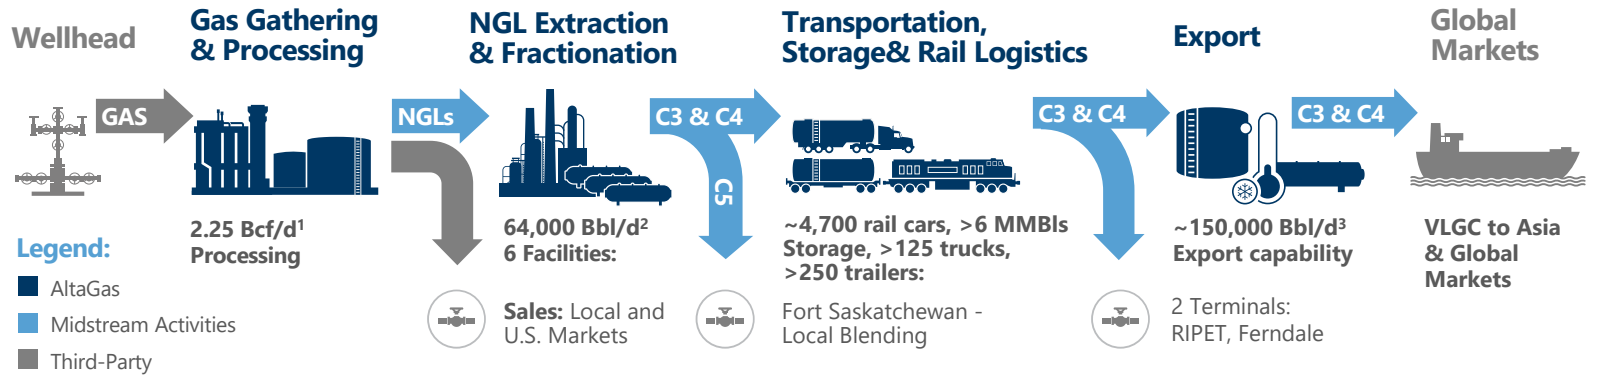 Wellhead
Gas Gathering
& Processing
NGL Extraction
& Fractionation
Transportation,
Storage& Rail Logistics
Export
Global
Markets
GAS
NGLs
C3 & C4
C5
C3 & C4
C3 & C4
2.25 Bcf/d¹
Processing
64,000 Bbl/d²
6 Facilities:
~4,700 rail cars, >6 MMBls
Storage, >125 trucks,
>250 trailers:
~150,000 Bbl/d³
Export capability
VLGC to Asia
& Global
Markets
Legend:
AltaGas
Midstream Activities
Third-Party
Sales: Local and
U.S. Markets
Fort Saskatchewan -
Local Blending
2 Terminals:
RIPET, Ferndale